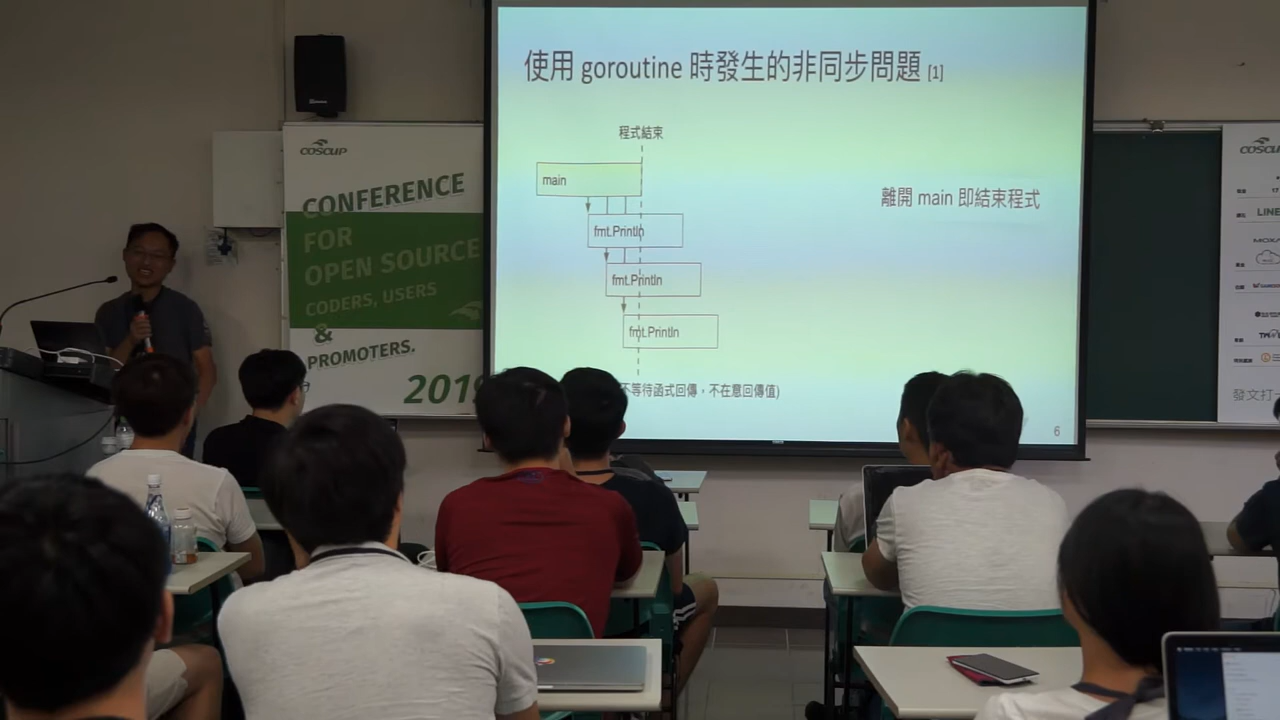 使用 goroutine 時發生的非同步問題 [1]
程式結束
main
fmt.Println
fmt.Println
fmt.Println
離開 main 即結束程式
不等待函式回傳，不在意回傳值)
6
COSCUP
CONFERENCE
FOR
OPEN SOURCE
CODERS, USERS
&
PROMOTERS.
2019
COSCU
LINE
MOXA
發文打